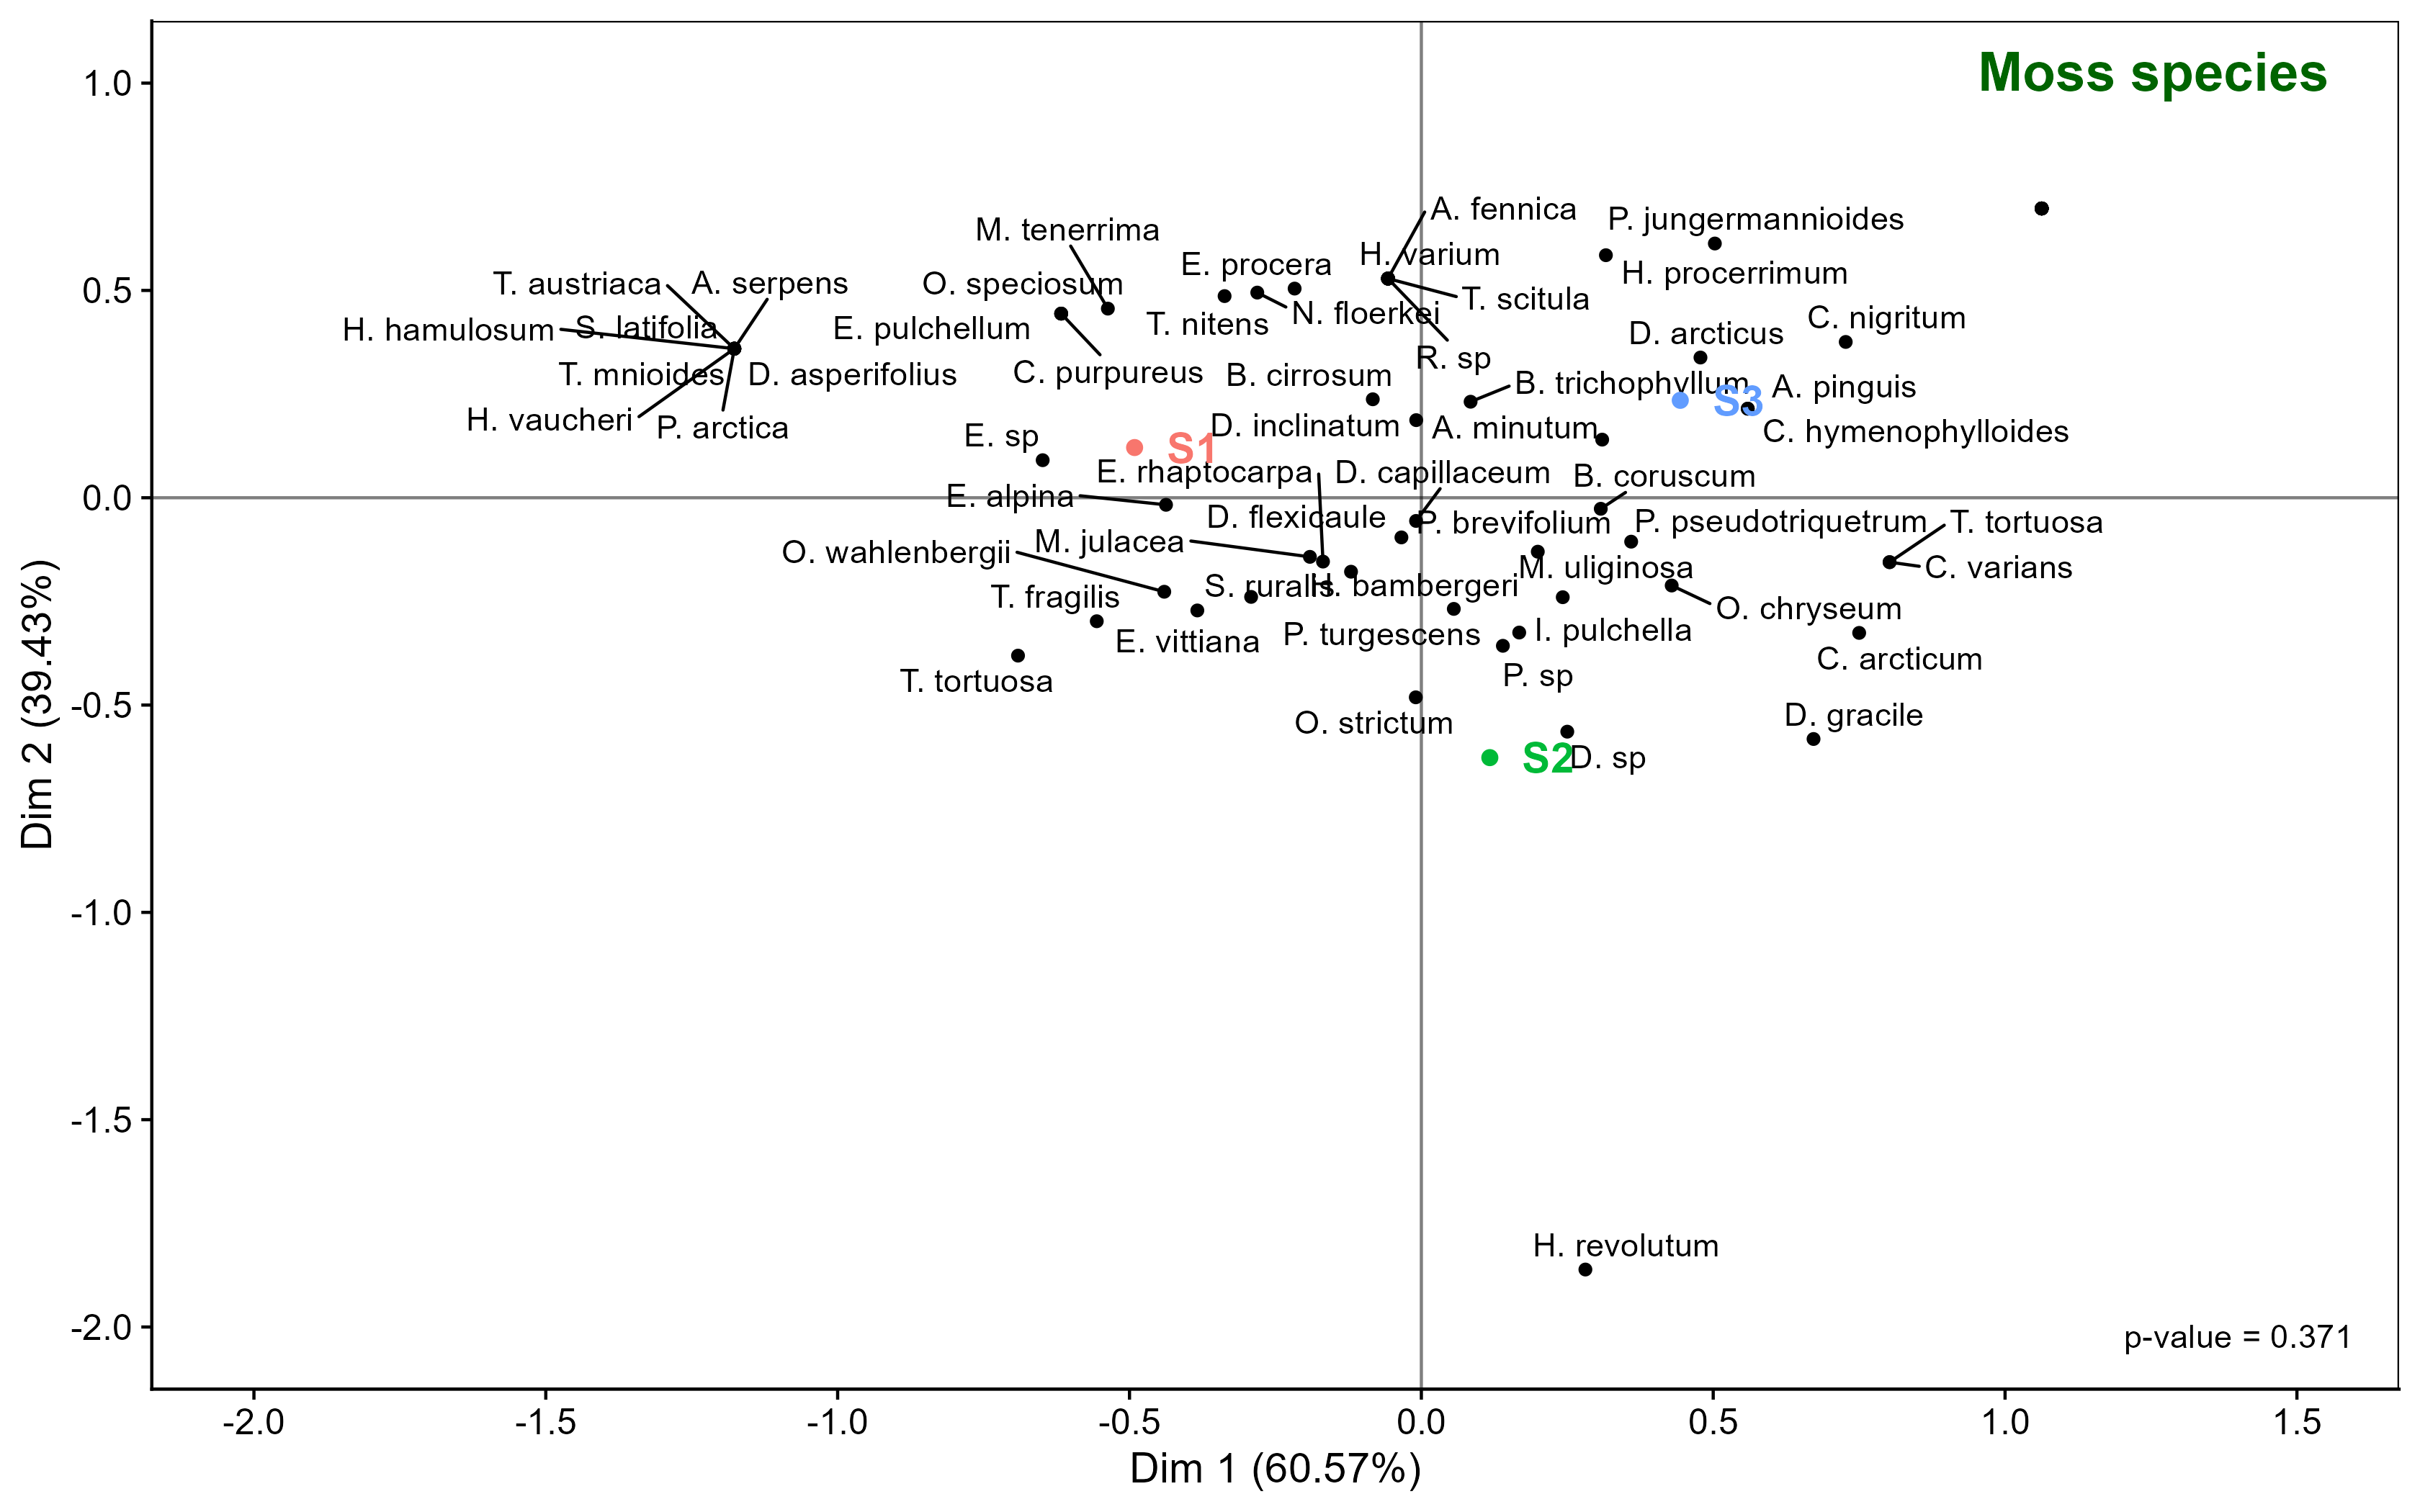 Moss species
1.0
A. fennica
P. jungermannioides
M. tenerrima
H. varium
E. procera
H. procerrimum
T. austriaca
A. serpens
O. speciosum
0.5
T. scitula
N. floerkei
C. nigritum
H. hamulosum
S. latifolia
E. pulchellum
T. nitens
D. arcticus
R. sp
T. mnioides
D. asperifolius
C. purpureus
B. cirrosum
B. trichophyllum
A. pinguis
S3
H. vaucheri
P. arctica
D. inclinatum
A. minutum
C. hymenophylloides
E. sp
S1
E. rhaptocarpa
D. capillaceum
B. coruscum
0.0
E. alpina
D. flexicaule
P. brevifolium
P. pseudotriquetrum
T. tortuosa
O. wahlenbergii
M. julacea
M. uliginosa
C. varians
S. ruralis
H. bambergeri
T. fragilis
O. chryseum
E. vittiana
P. turgescens
I. pulchella
C. arcticum
T. tortuosa
P. sp
-0.5
O. strictum
D. gracile
S2
D. sp
-1.0
-1.5
H. revolutum
-2.0
p-value = 0.371
-2.0
-1.5
-1.0
-0.5
0.0
0.5
1.0
1.5
Dim 1 (60.57%)
Dim 2 (39.43%)